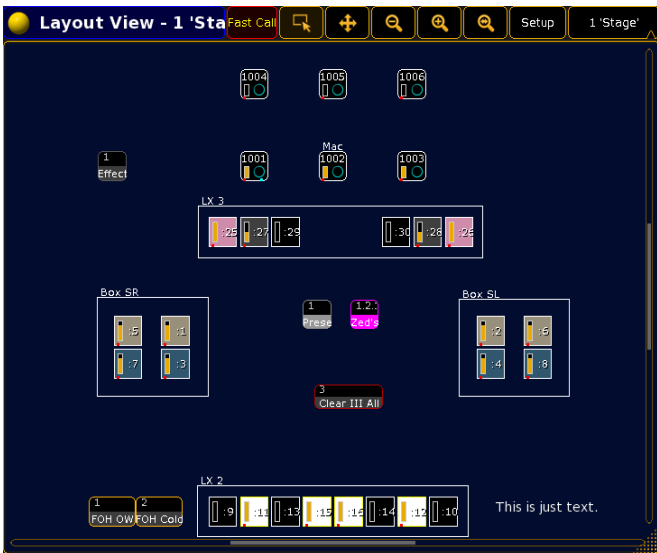 Layout View - 1 'Sta
Fast Call
Setup
1 'Stage'
1004
1005
1006
Mac
1
Effect
1001
1002
1003
LX 3
:25
:27
:29
:30
:28
:26
Box SR
:5
:1
:7
:3
1
Prese
1.2.:
Zed's
Box SL
:2
:6
:4
:8
3
Clear III All
LX 2
1
FOH OW
2
FOH Cold
:9
:11
:13
:15
:16
:14
:12
:10
This is just text.